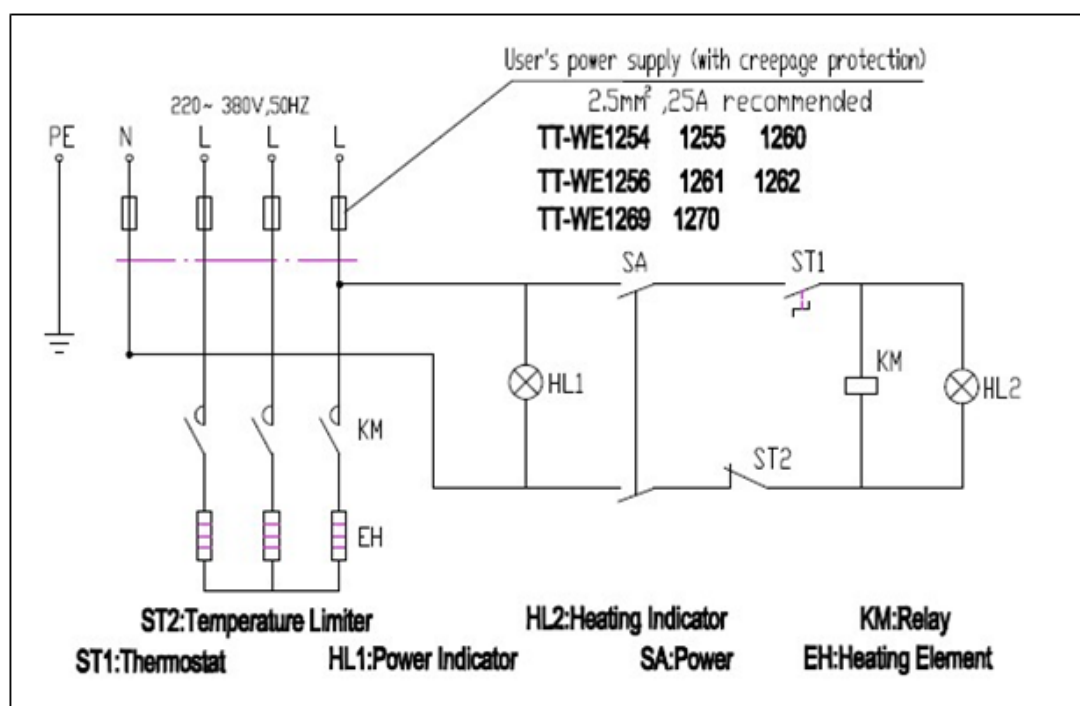 User's power supply (with creepage protection)
220~ 380V,50HZ
2.5mm² ,25A recommended
PE N L L L
TT-WE1254 1255 1260
TT-WE1256 1261 1262
TT-WE1269 1270
SA ST1
HL1 KM HL2
KM
ST2
EH
ST2:Temperature Limiter HL2:Heating Indicator KM:Relay
ST1:Thermostat HL1:Power Indicator SA:Power EH:Heating Element